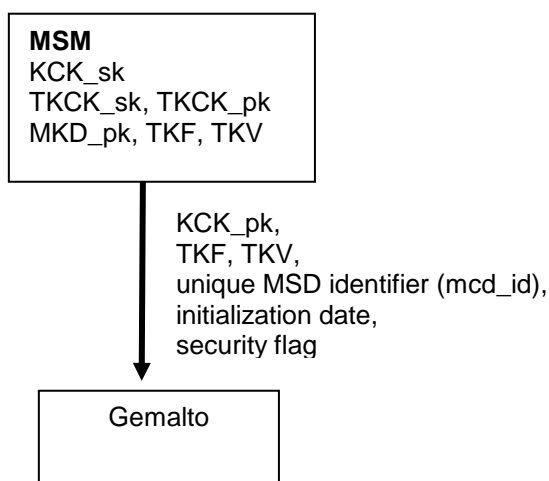 MSM
KCK_sk
TKCK_sk, TKCK_pk
MKD_pk, TKF, TKV
KCK_pk,
TKF, TKV,
unique MSD identifier (mcd_id),
initialization date,
security flag
Gemalto